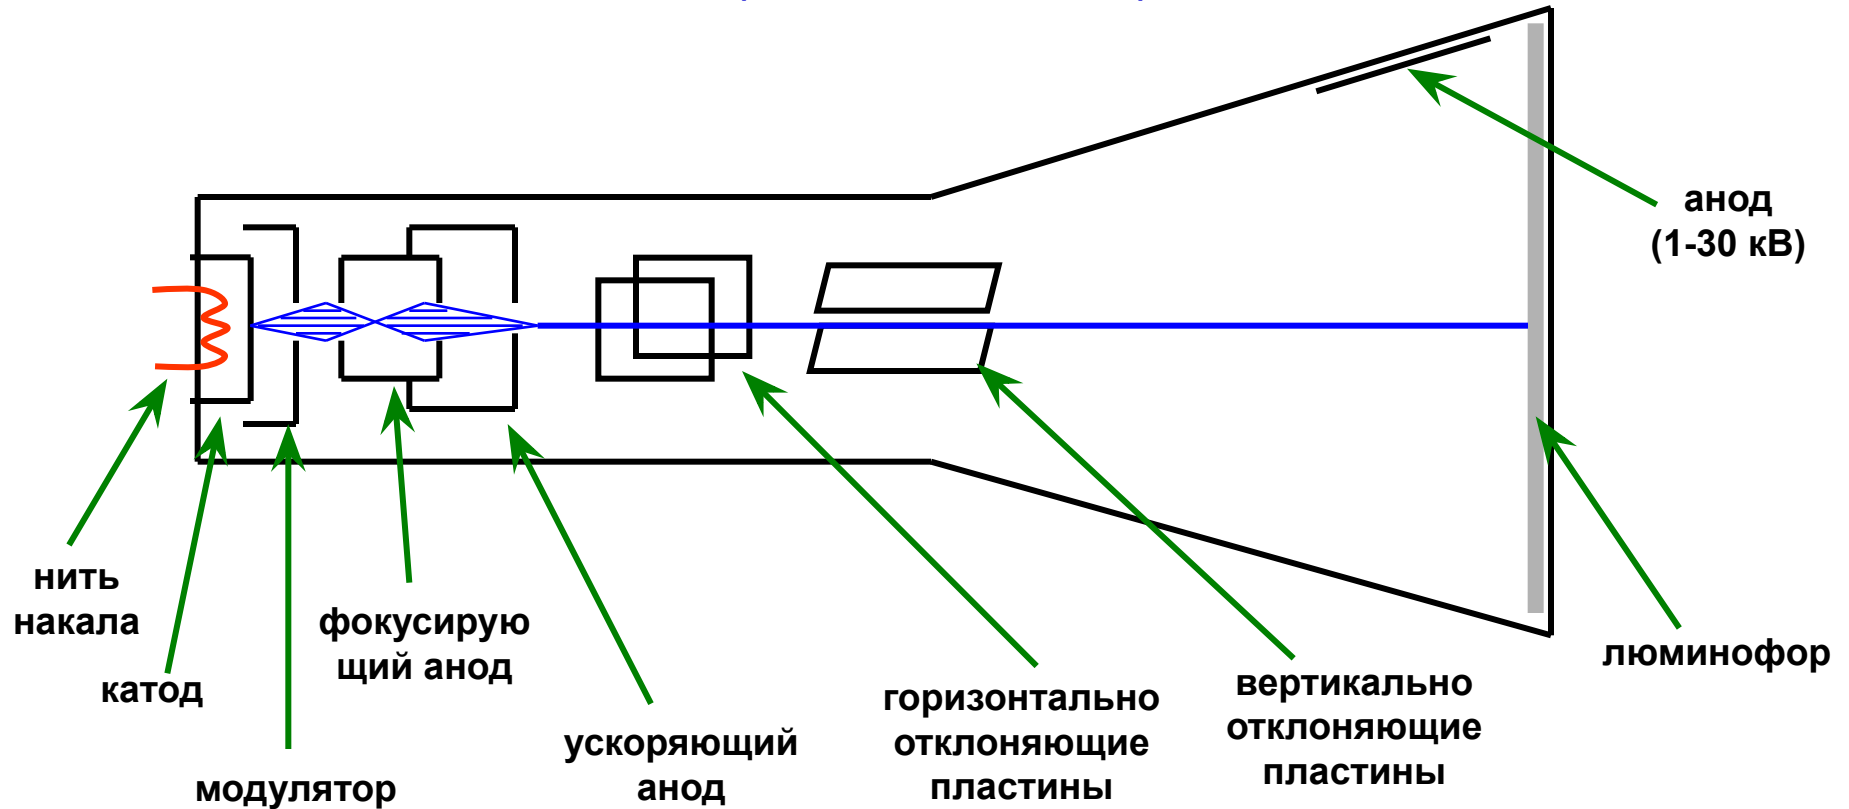 анод
(1-30 кВ)
нить
накала
катод
модулятор
фокусирую
щий анод
ускоряющий
анод
горизонтально
отклоняющие
пластины
вертикально
отклоняющие
пластины
люминофор